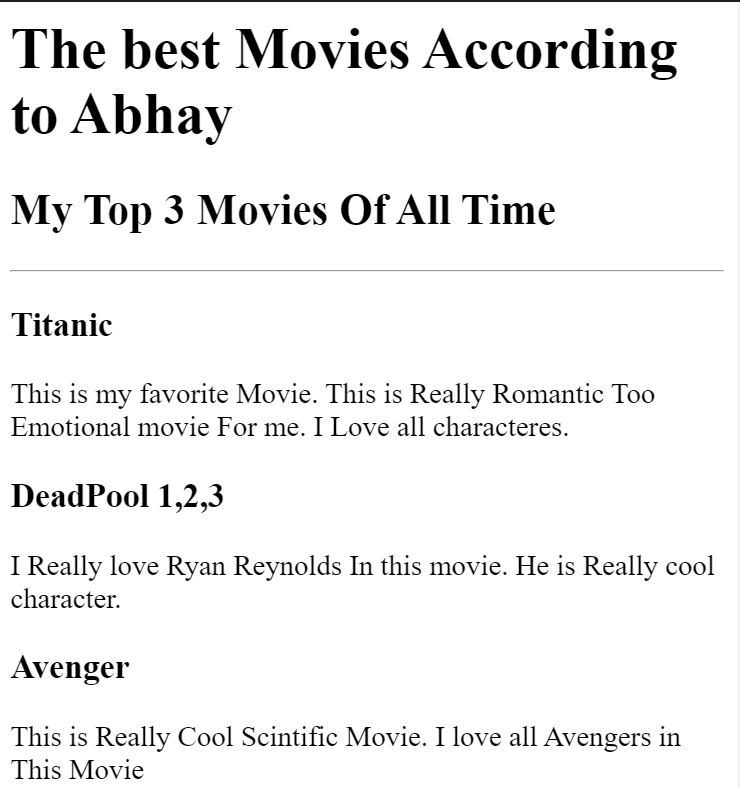 The best Movies According
to Abhay
My Top 3 Movies Of All Time
Titanic
This is my favorite Movie. This is Really Romantic Too
Emotional movie For me. I Love all characteres.
DeadPool 1,2,3
I Really love Ryan Reynolds In this movie. He is Really cool
character.
Avenger
This is Really Cool Scintific Movie. I love all Avengers in
This Movie